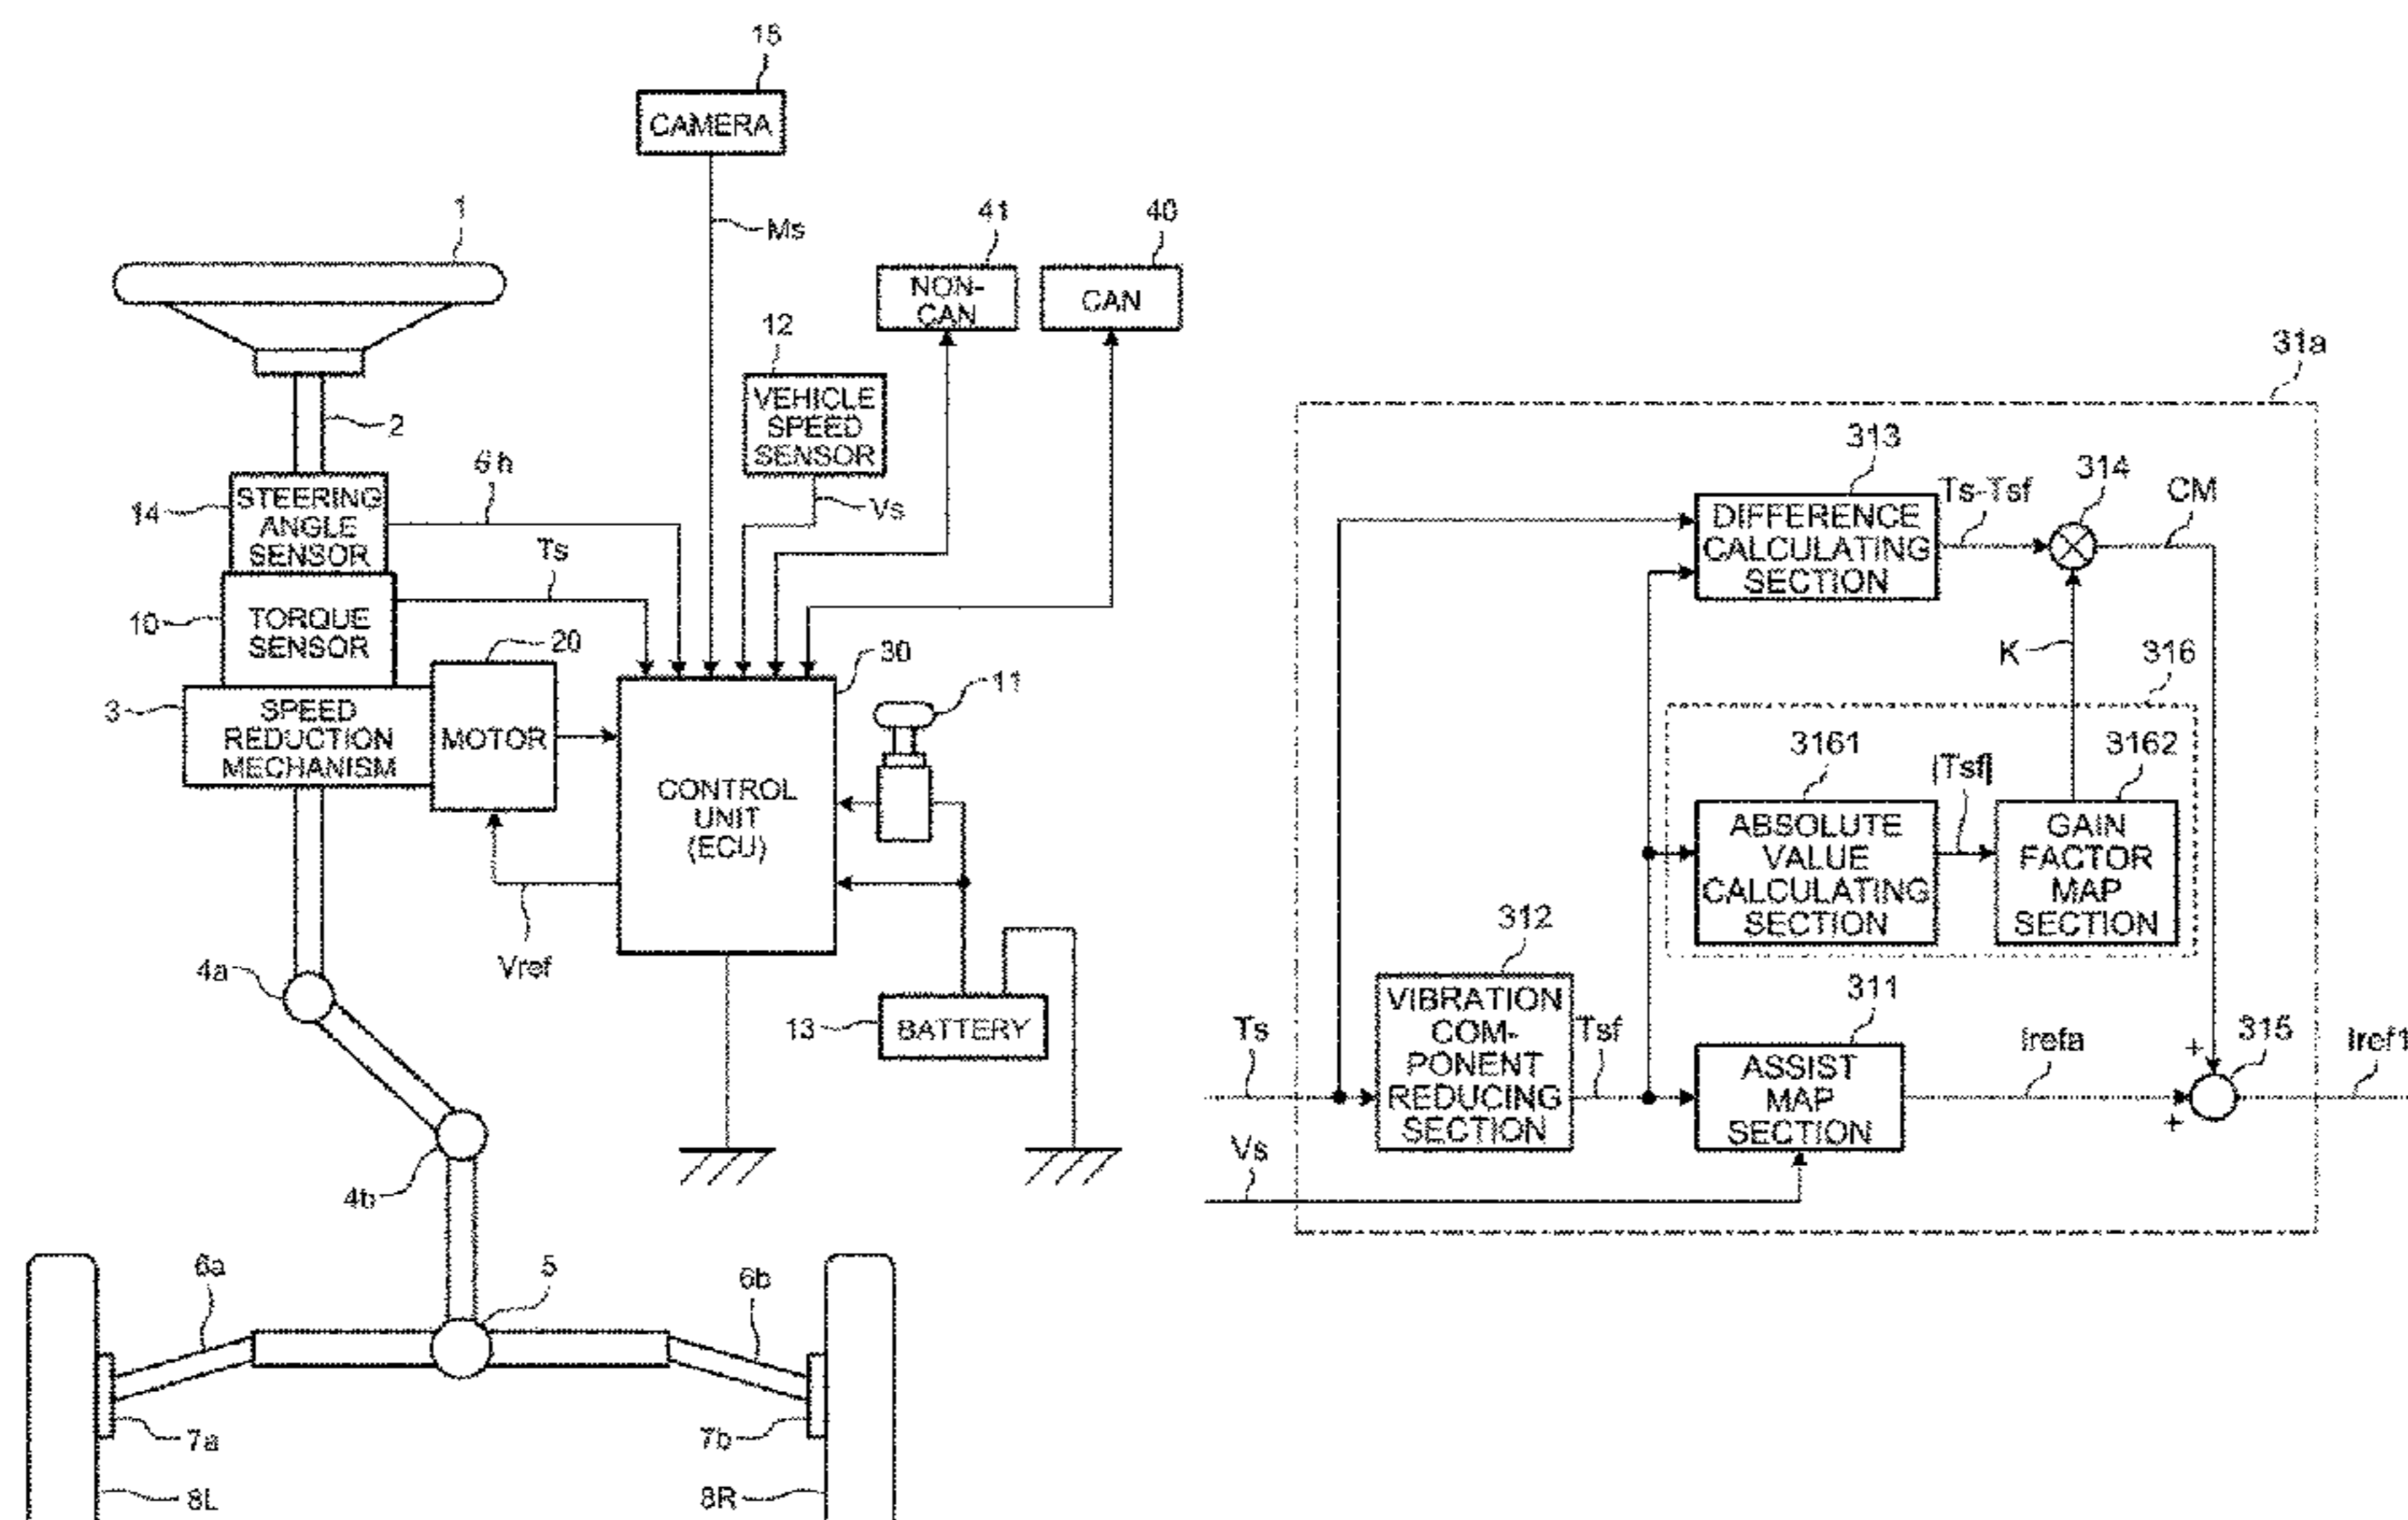 15
CAMERA
Ms
1
41
40
NON-
CAN
CAN
12
VEHICLE
SPEED
SENSOR
Vs
2
θh
14
STEERING
ANGLE
SENSOR
Ts
10
TORQUE
SENSOR
20
30
11
3
SPEED
REDUCTION
MECHANISM
MOTOR
CONTROL
UNIT
(ECU)
Vref
4a
13
BATTERY
4b
6a
5
6b
7a
7b
8L
8R
31a
313
314
Ts-Tsf
CM
DIFFERENCE
CALCULATING
SECTION
K
316
3161
|Tsf|
3162
ABSOLUTE
VALUE
CALCULATING
SECTION
GAIN
FACTOR
MAP
SECTION
312
VIBRATION
COM-
PONENT
REDUCING
SECTION
311
Ts
Tsf
ASSIST
MAP
SECTION
Irefa
+
315
Iref1
+
Vs